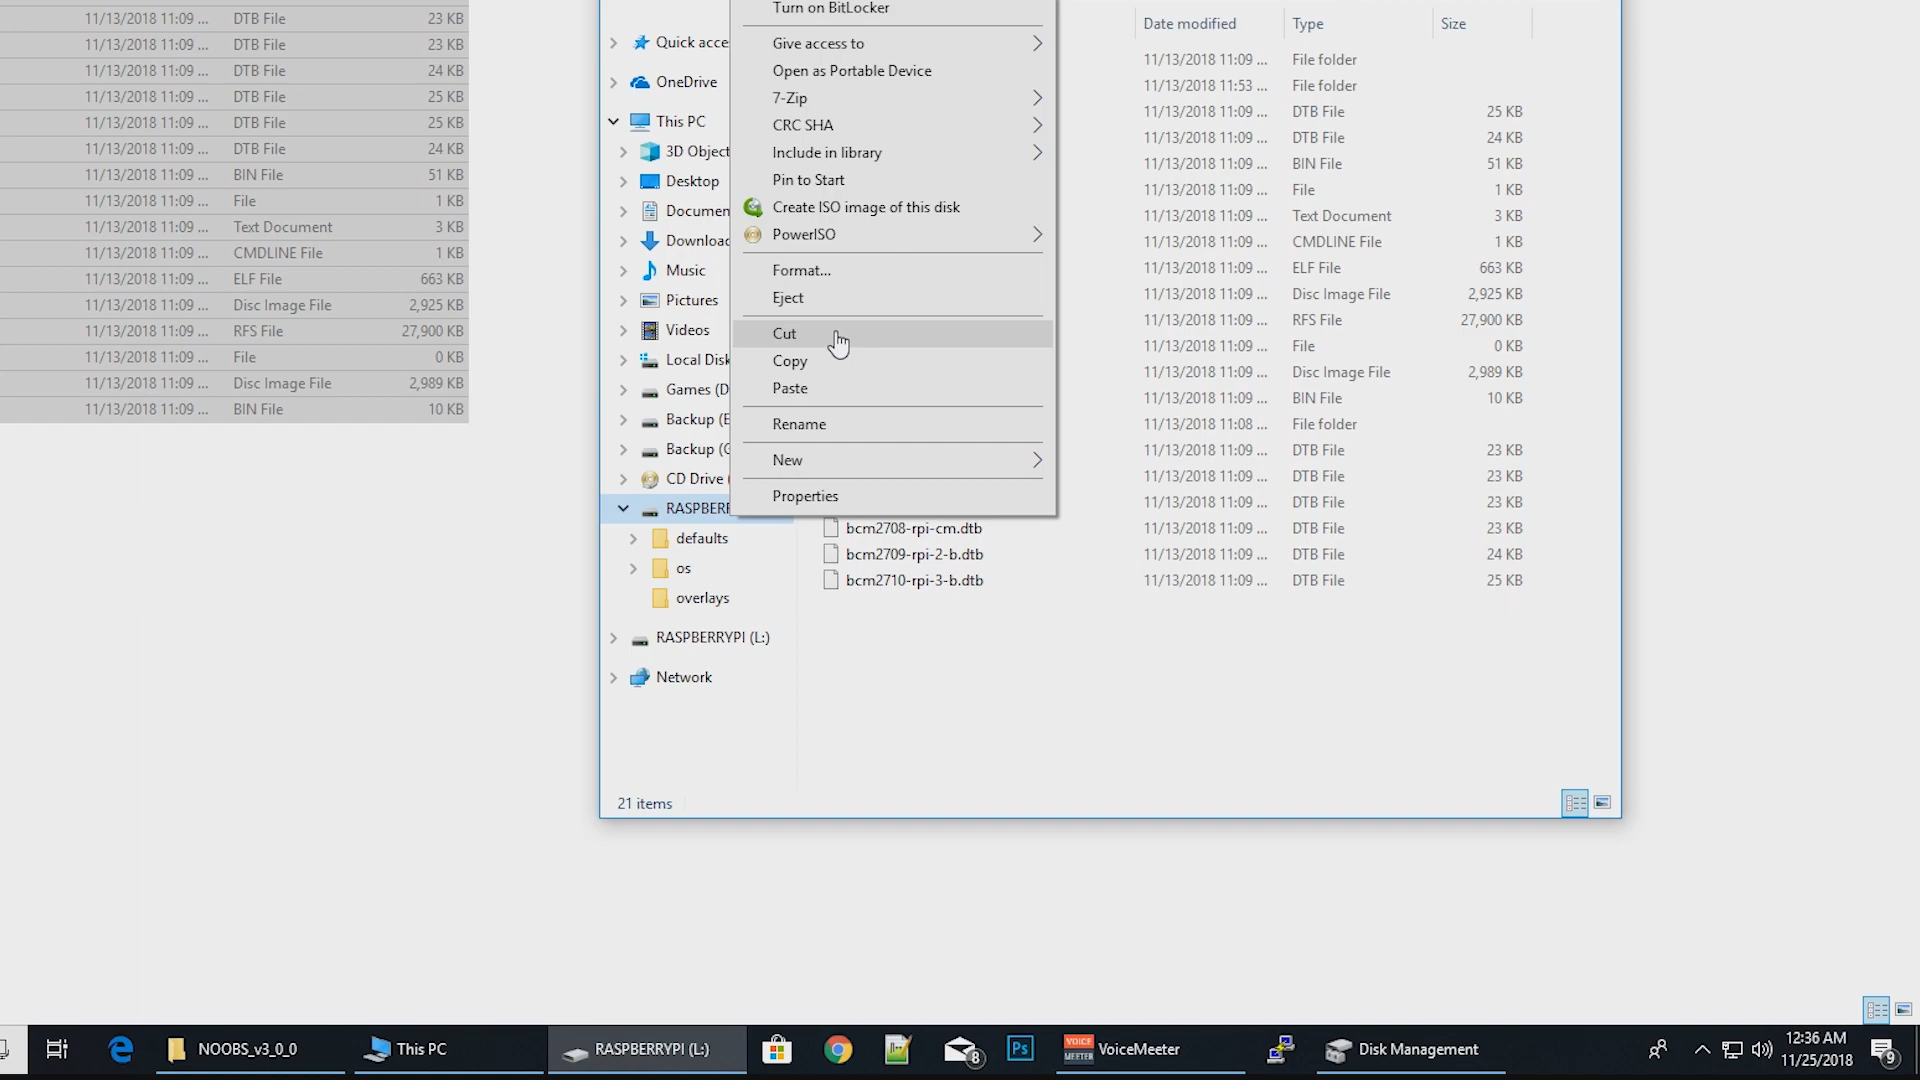 11/13/2018 11:09 ... DTB File 23 KB
11/13/2018 11:09 ... DTB File 23 KB
11/13/2018 11:09 ... DTB File 24 KB
11/13/2018 11:09 ... DTB File 25 KB
11/13/2018 11:09 ... DTB File 25 KB
11/13/2018 11:09 ... DTB File 24 KB
11/13/2018 11:09 ... BIN File 51 KB
11/13/2018 11:09 ... File 1 KB
11/13/2018 11:09 ... Text Document 3 KB
11/13/2018 11:09 ... CMDLINE File 1 KB
11/13/2018 11:09 ... ELF File 663 KB
11/13/2018 11:09 ... Disc Image File 2,925 KB
11/13/2018 11:09 ... RFS File 27,900 KB
11/13/2018 11:09 ... File 0 KB
11/13/2018 11:09 ... Disc Image File 2,989 KB
11/13/2018 11:09 ... BIN File 10 KB
Quick acce
OneDrive
This PC
3D Object
Desktop
Documen
Downloac
Music
Pictures
Videos
Local Disk
Games (D
Backup (E
Backup (G
CD Drive (
RASPBERR
defaults
os
overlays
RASPBERRYPI (L:)
Network
21 items
Turn on BitLocker
Give access to
Open as Portable Device
7-Zip
CRC SHA
Include in library
Pin to Start
Create ISO image of this disk
PowerISO
Format...
Eject
Cut
Copy
Paste
Rename
New
Properties
Date modified Type Size
11/13/2018 11:09 ... File folder
11/13/2018 11:53 ... File folder
11/13/2018 11:09 ... DTB File 25 KB
11/13/2018 11:09 ... DTB File 24 KB
11/13/2018 11:09 ... BIN File 51 KB
11/13/2018 11:09 ... File 1 KB
11/13/2018 11:09 ... Text Document 3 KB
11/13/2018 11:09 ... CMDLINE File 1 KB
11/13/2018 11:09 ... ELF File 663 KB
11/13/2018 11:09 ... Disc Image File 2,925 KB
11/13/2018 11:09 ... RFS File 27,900 KB
11/13/2018 11:09 ... File 0 KB
11/13/2018 11:09 ... Disc Image File 2,989 KB
11/13/2018 11:09 ... BIN File 10 KB
11/13/2018 11:08 ... File folder
11/13/2018 11:09 ... DTB File 23 KB
11/13/2018 11:09 ... DTB File 23 KB
11/13/2018 11:09 ... DTB File 23 KB
bcm2708-rpi-cm.dtb 11/13/2018 11:09 ... DTB File 23 KB
bcm2709-rpi-2-b.dtb 11/13/2018 11:09 ... DTB File 24 KB
bcm2710-rpi-3-b.dtb 11/13/2018 11:09 ... DTB File 25 KB
NOOBS_v3_0_0
This PC
RASPBERRYPI (L:)
8
Ps
VOICE
MEETER
VoiceMeeter
Disk Management
12:36 AM
11/25/2018
9